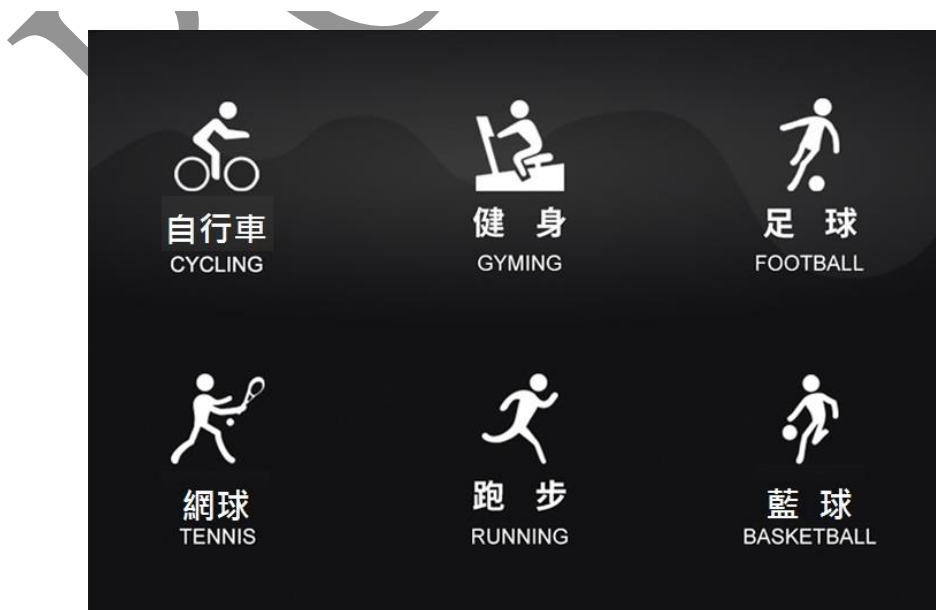 自行車
CYCLING
健 身
GYMING
足 球
FOOTBALL
網球
TENNIS
跑 步
RUNNING
藍 球
BASKETBALL